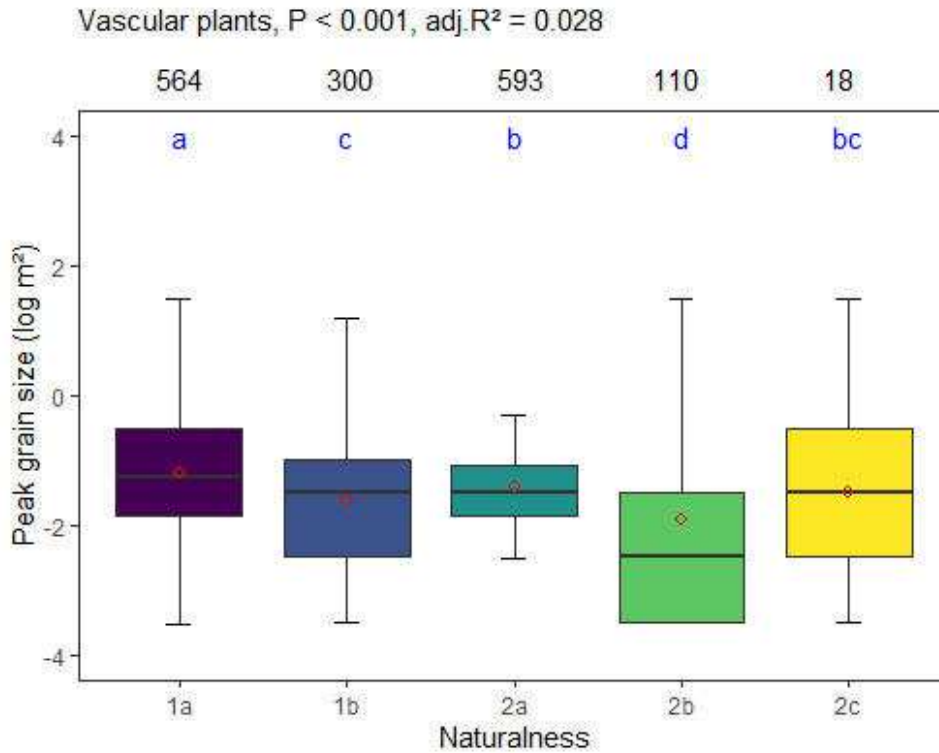 Vascular plants, P < 0.001, adj.R² = 0.028
564 300 593 110 18
a c b d bc
4
2
0
-2
-4
Peak grain size (log m²)
1a 1b 2a 2b 2c
Naturalness